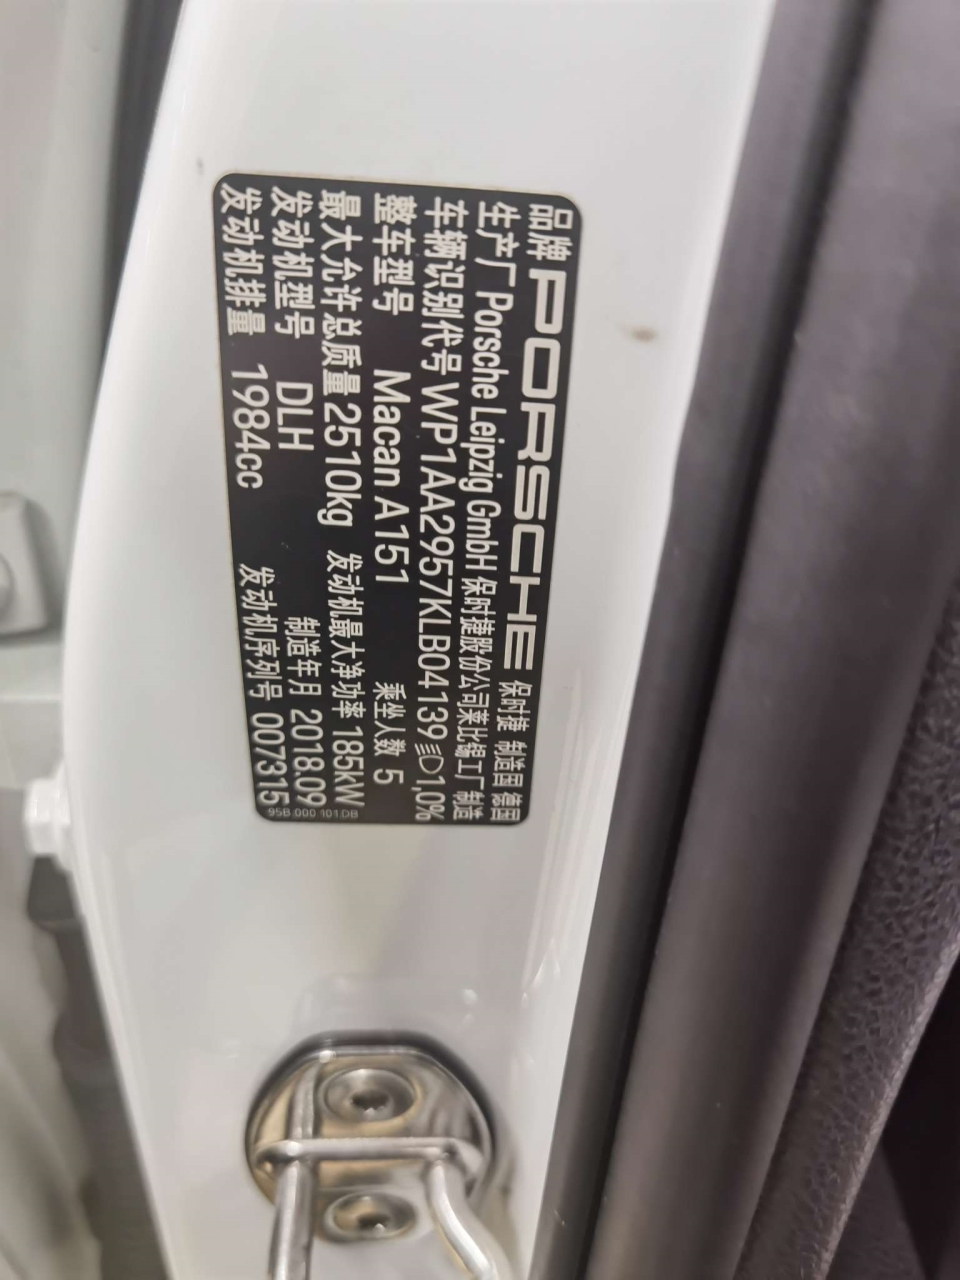 品牌 PORSCHE 保时捷 制造国 德国
生产厂 Porsche Leipzig GmbH 保时捷股份公司莱比锡工厂制造
车辆识别代号 WP1AA2957KLB04139 1,0%
整车型号 Macan A151 乘坐人数 5
最大允许总质量 2510kg 发动机最大净功率 185kW
发动机型号 DLH 制造年月 2018.09
发动机排量 1984cc 发动机序列号 007315
95B 000 101 DB